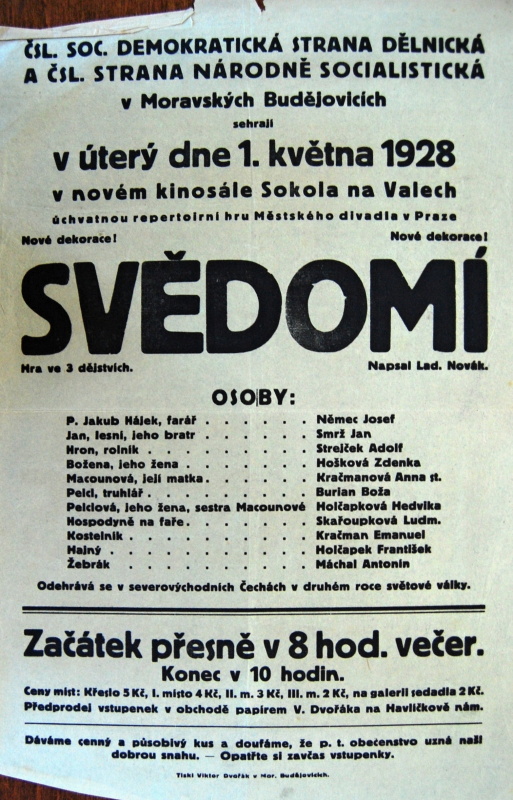 ČSL. SOC. DEMOKRATICKÁ STRANA DĚLNICKÁ
A ČSL. STRANA NÁRODNĚ SOCIALISTICKÁ
v Moravských Budějovicích
sehrají
v úterý dne 1. května 1928
v novém kinosále Sokola na Valech
úchvatnou repertoirní hru Městského divadla v Praze
Nové dekorace! Nové dekorace!
SVĚDOMÍ
Hra ve 3 dějstvích. Napsal Lad. Novák.
OSOBY:
P. Jakub Hájek, farář . . . . . . Němec Josef
Jan, lesní, jeho bratr . . . . . . Smrž Jan
Hron, rolník . . . . . . . . Strejček Adolf
Božena, jeho žena . . . . . . . Hošková Zdenka
Macounová, její matka . . . . . . Kračmanová Anna st.
Pelcl, truhlář . . . . . . . . Burian Boža
Pelclová, jeho žena, sestra Macounové Holčapková Hedvika
Hospodyně na faře . . . . . . . Skařoupková Ludm.
Kostelník . . . . . . . . . Kračman Emanuel
Hajný . . . . . . . . . . Holčapek František
Žebrák . . . . . . . . . Máchal Antonín
Odehrává se v severovýchodních Čechách v druhém roce světové války.
Začátek přesně v 8 hod. večer.
Konec v 10 hodin.
Ceny míst: Křeslo 5 Kč, I. místo 4 Kč, II. m. 3 Kč, III. m. 2 Kč, na galerii sedadla 2 Kč.
Předprodej vstupenek v obchodě papírem V. Dvořáka na Havlíčkově nám.
Dáváme cenný a působivý kus a doufáme, že p. t. obecenstvo uzná naši
dobrou snahu. — Opatřte si zavčas vstupenky.
Tiskl Viktor Dvořák v Mor. Budějovicích.